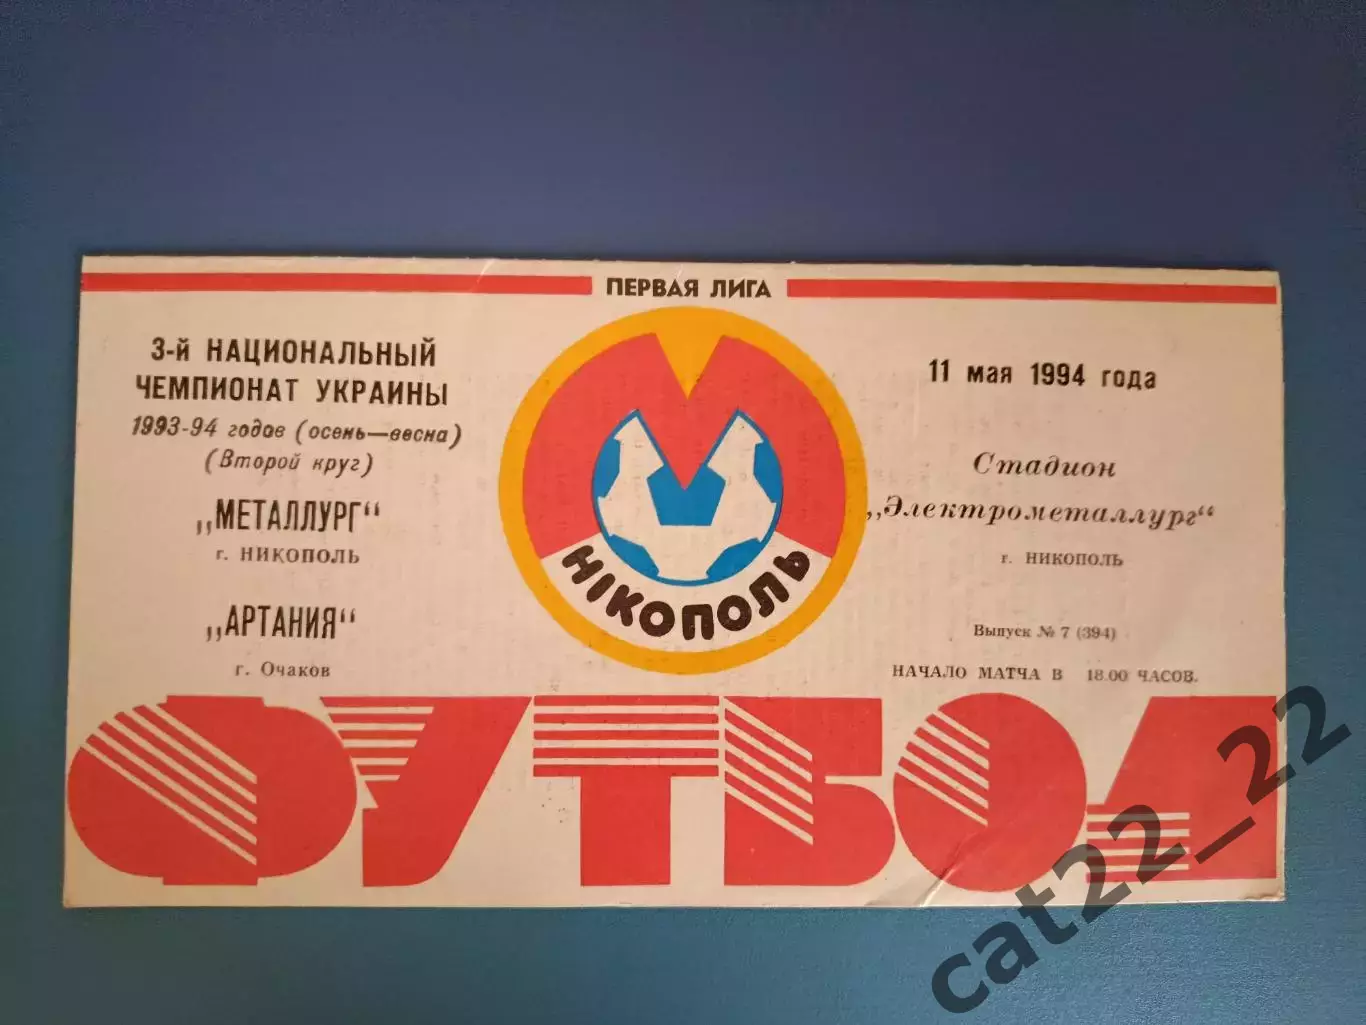 ПЕРВАЯ ЛИГА
3-й НАЦИОНАЛЬНЫЙ
ЧЕМПИОНАТ УКРАИНЫ
1993-94 годов (осень—весна)
(Второй круг)
„МЕТАЛЛУРГ“
г. НИКОПОЛЬ
„АРТАНИЯ“
г. Очаков
НІКОПОЛЬ
11 мая 1994 года
Стадион
„Электрометаллург“
г. НИКОПОЛЬ
Выпуск № 7 (394)
НАЧАЛО МАТЧА В 18.00 ЧАСОВ.
ФУТБОЛ
cat22_22